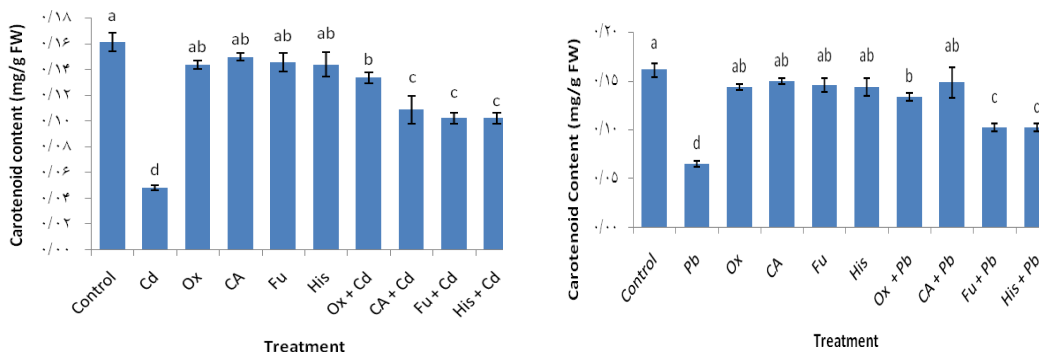 Carotenoid content (mg/g FW)
۰/۱۸
۰/۱۶
۰/۱۴
۰/۱۲
۰/۱۰
۰/۰۸
۰/۰۶
۰/۰۴
۰/۰۲
۰/۰۰
a
d
ab
ab
ab
ab
b
c
c
c
Control
Cd
Ox
CA
Fu
His
Ox + Cd
CA + Cd
Fu + Cd
His + Cd
Treatment
Carotenoid Content (mg/g FW)
۰/۲۰
۰/۱۵
۰/۱۰
۰/۰۵
۰/۰۰
a
d
ab
ab
ab
ab
b
ab
c
c
Control
Pb
Ox
CA
Fu
His
Ox + Pb
CA + Pb
Fu + Pb
His + Pb
Treatment